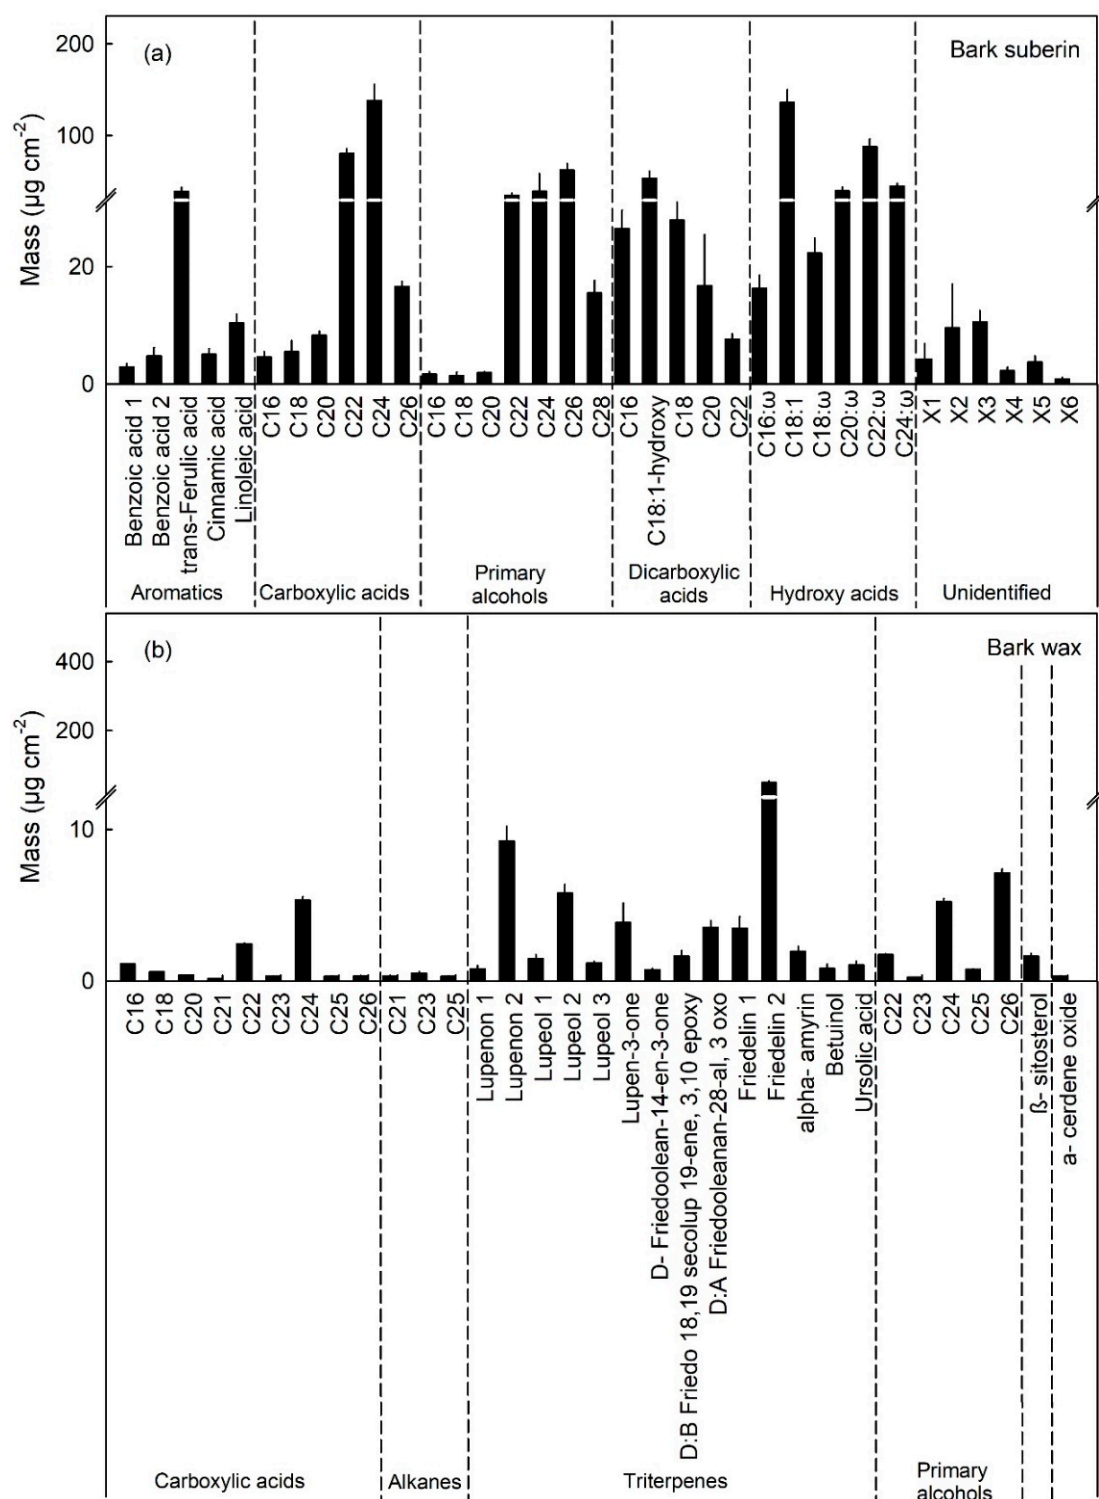 200
(a)
Bark suberin
100
Mass (µg cm-2)
20
0
Benzoic acid 1
Benzoic acid 2
trans-Ferulic acid
Cinnamic acid
Linoleic acid
C16
C18
C20
C22
C24
C26
C16
C18
C20
C22
C24
C26
C28
C16
C18:1-hydroxy
C18
C20
C22
C16:ω
C18:1
C18:ω
C20:ω
C22:ω
C24:ω
X1
X2
X3
X4
X5
X6
Aromatics
Carboxylic acids
Primary
alcohols
Dicarboxylic
acids
Hydroxy acids
Unidentified
(b)
Bark wax
400
200
Mass (µg cm-2)
10
0
C16
C18
C20
C21
C22
C23
C24
C25
C26
C21
C23
C25
Lupenon 1
Lupenon 2
Lupeol 1
Lupeol 2
Lupeol 3
Lupen-3-one
D- Friedoolean-14-en-3-one
D:B Friedo 18,19 secolup 19-ene, 3,10 epoxy
D:A Friedooleanan-28-al, 3 oxo
Friedelin 1
Friedelin 2
alpha- amyrin
Betuinol
Ursolic acid
C22
C23
C24
C25
C26
ß- sitosterol
a- cerdene oxide
Carboxylic acids
Alkanes
Triterpenes
Primary
alcohols